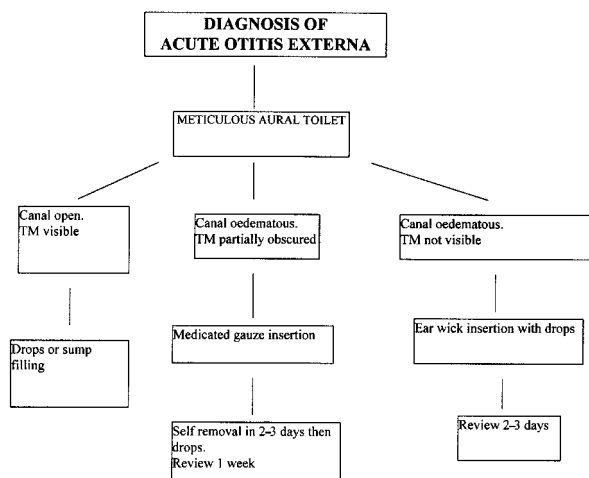 DIAGNOSIS OF
ACUTE OTITIS EXTERNA
METICULOUS AURAL TOILET
Canal open.
TM visible
Canal oedematous.
TM partially obscured
Canal oedematous.
TM not visible
Drops or sump
filling
Medicated gauze insertion
Ear wick insertion with drops
Self removal in 2–3 days then
drops.
Review 1 week
Review 2–3 days